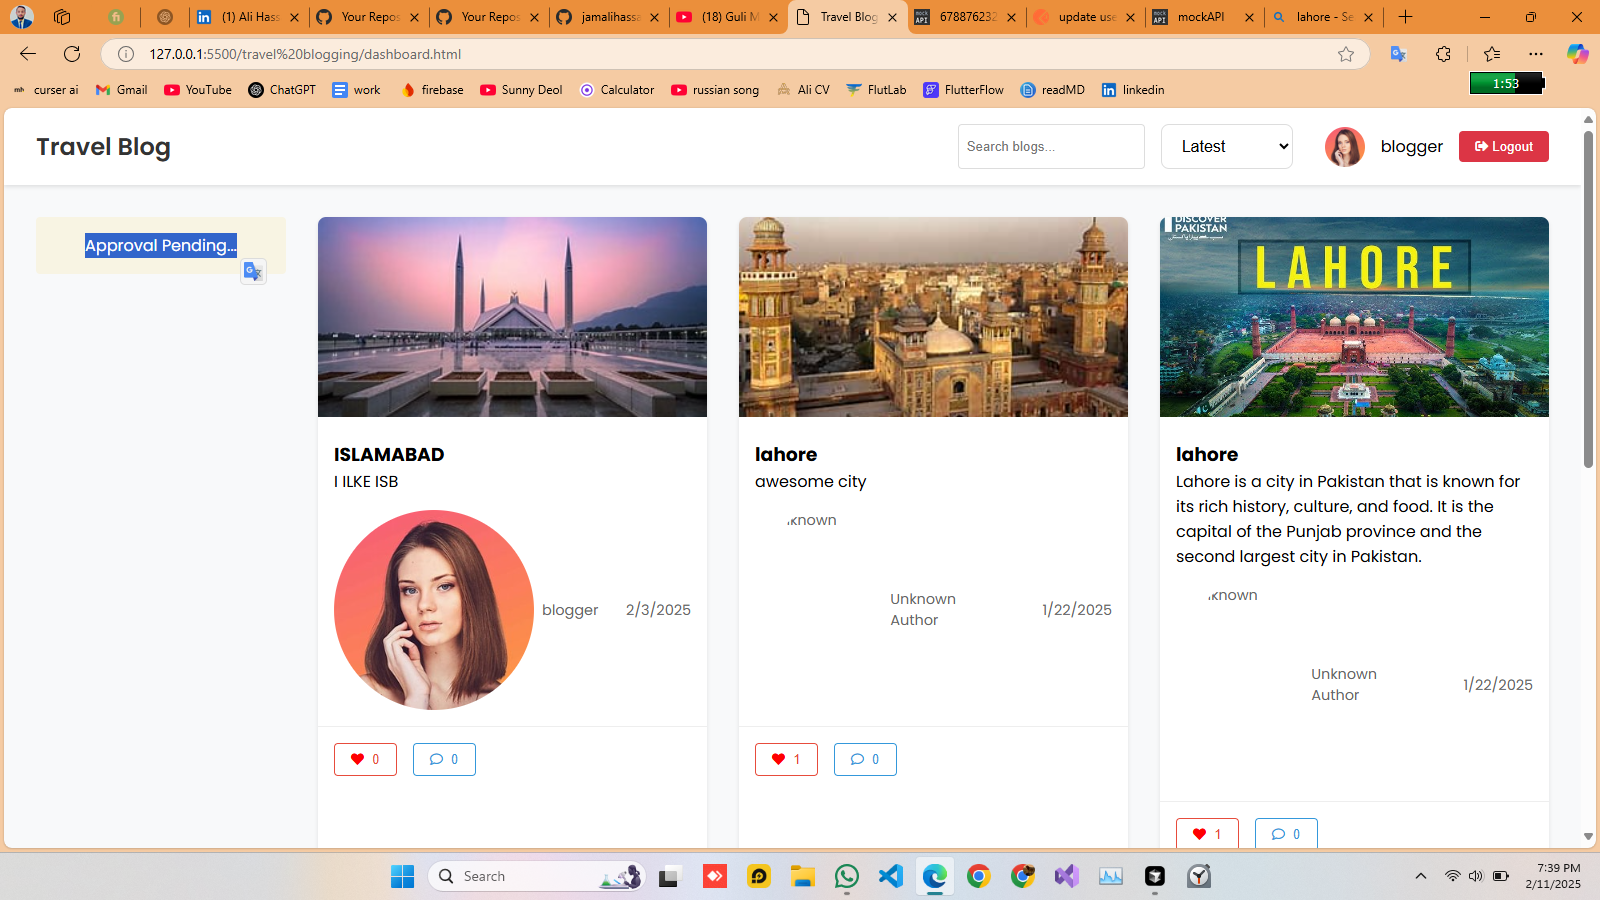 (1) Ali Hass
Your Repos
Your Repos
jamalihassa
(18) Guli M
Travel Blog
678876232
update use
mockAPI
lahore - Se
127.0.0.1:5500/travel%20blogging/dashboard.html
curser ai
Gmail
YouTube
ChatGPT
work
firebase
Sunny Deol
Calculator
russian song
Ali CV
FlutLab
FlutterFlow
readMD
linkedin
1:53
Travel Blog
Search blogs...
Latest
blogger
Logout
Approval Pending...
DISCOVER
PAKISTAN
LAHORE
ISLAMABAD
I ILKE ISB
blogger
2/3/2025
0
0
lahore
awesome city
known
Unknown
Author
1/22/2025
1
0
lahore
Lahore is a city in Pakistan that is known for
its rich history, culture, and food. It is the
capital of the Punjab province and the
second largest city in Pakistan.
known
Unknown
Author
1/22/2025
1
0
Search
7:39 PM
2/11/2025